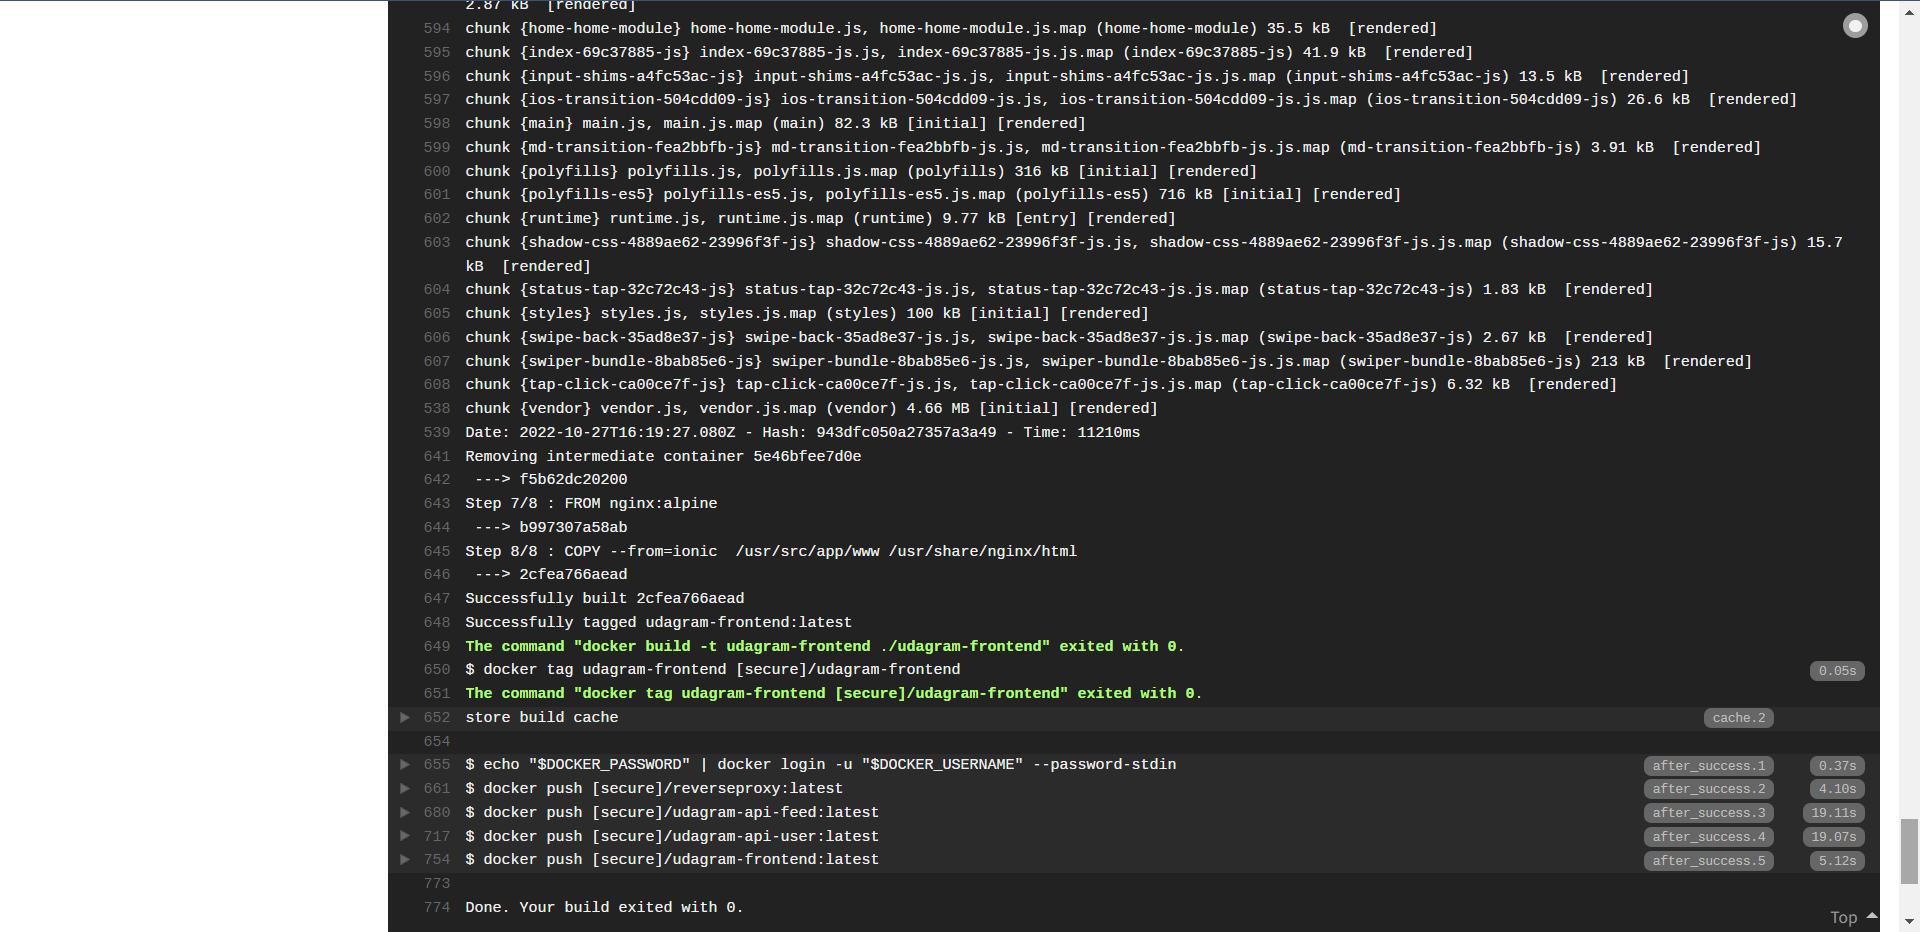 2.87 kB  [rendered]
594 chunk {home-home-module} home-home-module.js, home-home-module.js.map (home-home-module) 35.5 kB  [rendered]
595 chunk {index-69c37885-js} index-69c37885-js.js, index-69c37885-js.js.map (index-69c37885-js) 41.9 kB  [rendered]
596 chunk {input-shims-a4fc53ac-js} input-shims-a4fc53ac-js.js, input-shims-a4fc53ac-js.js.map (input-shims-a4fc53ac-js) 13.5 kB  [rendered]
597 chunk {ios-transition-504cdd09-js} ios-transition-504cdd09-js.js, ios-transition-504cdd09-js.js.map (ios-transition-504cdd09-js) 26.6 kB  [rendered]
598 chunk {main} main.js, main.js.map (main) 82.3 kB [initial] [rendered]
599 chunk {md-transition-fea2bbfb-js} md-transition-fea2bbfb-js.js, md-transition-fea2bbfb-js.js.map (md-transition-fea2bbfb-js) 3.91 kB  [rendered]
600 chunk {polyfills} polyfills.js, polyfills.js.map (polyfills) 316 kB [initial] [rendered]
601 chunk {polyfills-es5} polyfills-es5.js, polyfills-es5.js.map (polyfills-es5) 716 kB [initial] [rendered]
602 chunk {runtime} runtime.js, runtime.js.map (runtime) 9.77 kB [entry] [rendered]
603 chunk {shadow-css-4889ae62-23996f3f-js} shadow-css-4889ae62-23996f3f-js.js, shadow-css-4889ae62-23996f3f-js.js.map (shadow-css-4889ae62-23996f3f-js) 15.7
kB  [rendered]
604 chunk {status-tap-32c72c43-js} status-tap-32c72c43-js.js, status-tap-32c72c43-js.js.map (status-tap-32c72c43-js) 1.83 kB  [rendered]
605 chunk {styles} styles.js, styles.js.map (styles) 100 kB [initial] [rendered]
606 chunk {swipe-back-35ad8e37-js} swipe-back-35ad8e37-js.js, swipe-back-35ad8e37-js.js.map (swipe-back-35ad8e37-js) 2.67 kB  [rendered]
607 chunk {swiper-bundle-8bab85e6-js} swiper-bundle-8bab85e6-js.js, swiper-bundle-8bab85e6-js.js.map (swiper-bundle-8bab85e6-js) 213 kB  [rendered]
608 chunk {tap-click-ca00ce7f-js} tap-click-ca00ce7f-js.js, tap-click-ca00ce7f-js.js.map (tap-click-ca00ce7f-js) 6.32 kB  [rendered]
538 chunk {vendor} vendor.js, vendor.js.map (vendor) 4.66 MB [initial] [rendered]
539 Date: 2022-10-27T16:19:27.080Z - Hash: 943dfc050a27357a3a49 - Time: 11210ms
641 Removing intermediate container 5e46bfee7d0e
642  ---> f5b62dc20200
643 Step 7/8 : FROM nginx:alpine
644  ---> b997307a58ab
645 Step 8/8 : COPY --from=ionic  /usr/src/app/www /usr/share/nginx/html
646  ---> 2cfea766aead
647 Successfully built 2cfea766aead
648 Successfully tagged udagram-frontend:latest
649 The command "docker build -t udagram-frontend ./udagram-frontend" exited with 0.
650 $ docker tag udagram-frontend [secure]/udagram-frontend 0.05s
651 The command "docker tag udagram-frontend [secure]/udagram-frontend" exited with 0.
652 store build cache cache.2
654
655 $ echo "$DOCKER_PASSWORD" | docker login -u "$DOCKER_USERNAME" --password-stdin after_success.1 0.37s
661 $ docker push [secure]/reverseproxy:latest after_success.2 4.10s
680 $ docker push [secure]/udagram-api-feed:latest after_success.3 19.11s
717 $ docker push [secure]/udagram-api-user:latest after_success.4 19.07s
754 $ docker push [secure]/udagram-frontend:latest after_success.5 5.12s
773
774 Done. Your build exited with 0.
Top